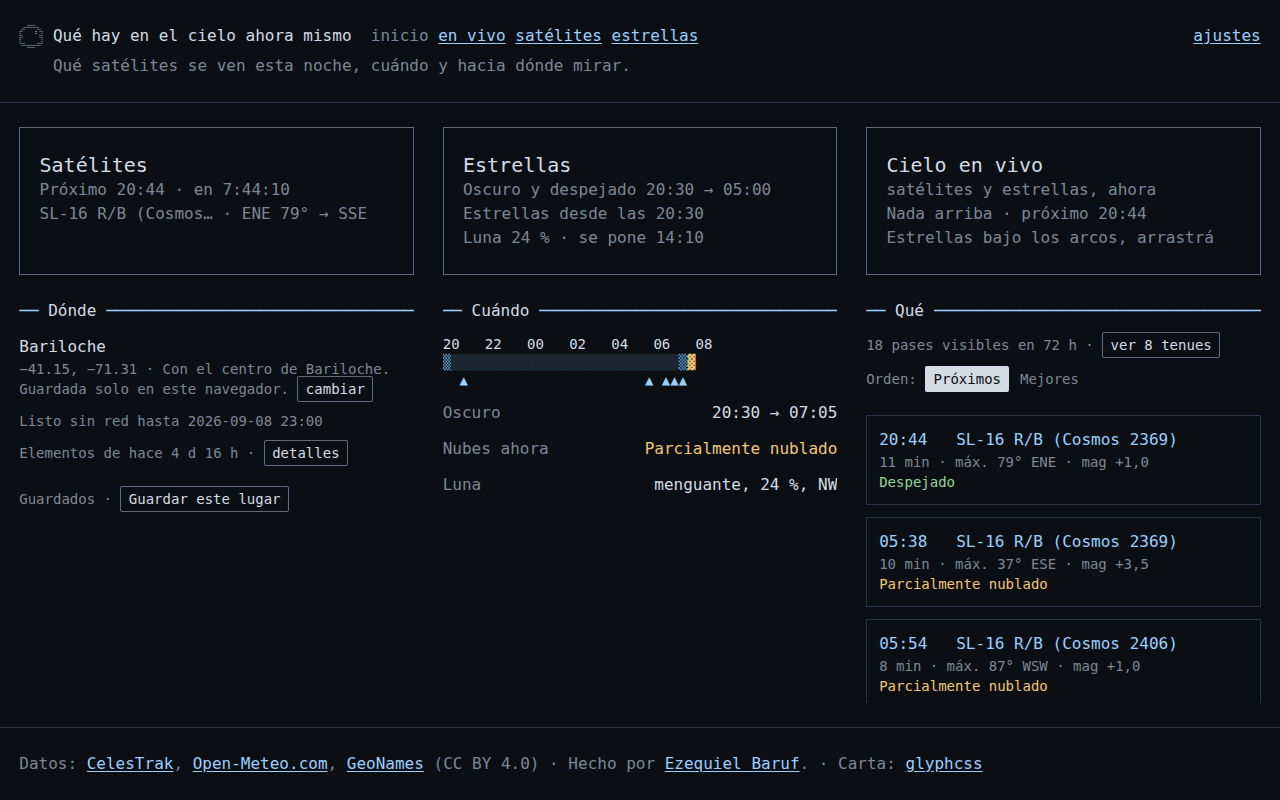 Qué hay en el cielo ahora mismo inicio en vivo satélites estrellas ajustes
Qué satélites se ven esta noche, cuándo y hacia dónde mirar.
Satélites
Próximo 20:44 · en 7:44:10
SL-16 R/B (Cosmos… · ENE 79° → SSE
Estrellas
Oscuro y despejado 20:30 → 05:00
Estrellas desde las 20:30
Luna 24 % · se pone 14:10
Cielo en vivo
satélites y estrellas, ahora
Nada arriba · próximo 20:44
Estrellas bajo los arcos, arrastrá
Dónde
Bariloche
−41.15, −71.31 · Con el centro de Bariloche.
Guardada solo en este navegador. cambiar
Listo sin red hasta 2026-09-08 23:00
Elementos de hace 4 d 16 h · detalles
Guardados · Guardar este lugar
Cuándo
20 22 00 02 04 06 08
Oscuro 20:30 → 07:05
Nubes ahora Parcialmente nublado
Luna menguante, 24 %, NW
Qué
18 pases visibles en 72 h · ver 8 tenues
Orden: Próximos Mejores
20:44 SL-16 R/B (Cosmos 2369)
11 min · máx. 79° ENE · mag +1,0
Despejado
05:38 SL-16 R/B (Cosmos 2369)
10 min · máx. 37° ESE · mag +3,5
Parcialmente nublado
05:54 SL-16 R/B (Cosmos 2406)
8 min · máx. 87° WSW · mag +1,0
Parcialmente nublado
Datos: CelesTrak, Open-Meteo.com, GeoNames (CC BY 4.0) · Hecho por Ezequiel Baruf. · Carta: glyphcss